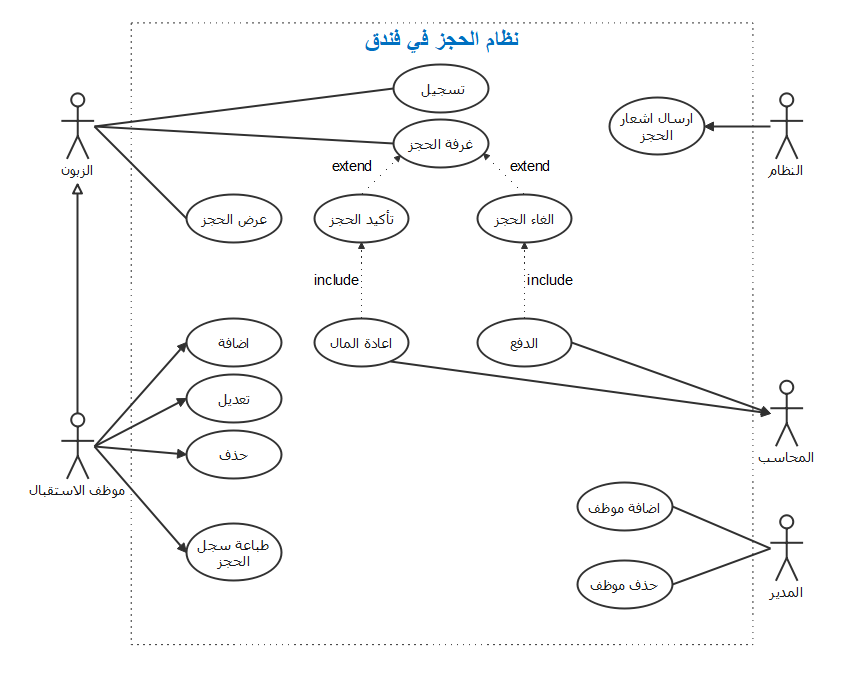 نظام الحجز في فندق
تسجيل
ارسال اشعار
الحجز
غرفة الحجز
النظام
الزبون
extend
extend
عرض الحجز
تأكيد الحجز
الغاء الحجز
include
include
اضافة
اعادة المال
الدفع
تعديل
حذف
المحاسب
موظف الاستقبال
اضافة موظف
طباعة سجل
الحجز
حذف موظف
المدير